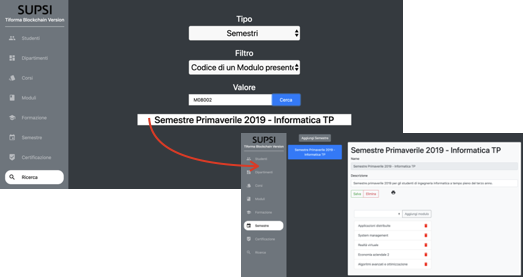 SUPSI
Tiforma Blockchain Version
Studenti
Dipartimenti
Corsi
Moduli
Formazione
Semestre
Certificazione
Ricerca
Tipo
Semestri
Filtro
Codice di un Modulo presente
Valore
M08002
Cerca
Semestre Primaverile 2019 - Informatica TP
SUPSI
Tiforma Blockchain Version
Studenti
Dipartimenti
Corsi
Moduli
Formazione
Semestre
Certificazione
Ricerca
Aggiungi Semestre
Semestre Primaverile 2019 -
Informatica TP
Semestre Primaverile 2019 - Informatica TP
Nome
Semestre Primaverile 2019 - Informatica TP
Descrizione
Semestre primaverile 2019 per gli studenti di Ingegneria informatica a tempo pieno del terzo anno.
Salva
Elimina
Aggiungi modulo
Applicazioni distribuite
System management
Realtà virtuale
Economia aziendale 3
Algoritmi avanzati e ottimizzazione